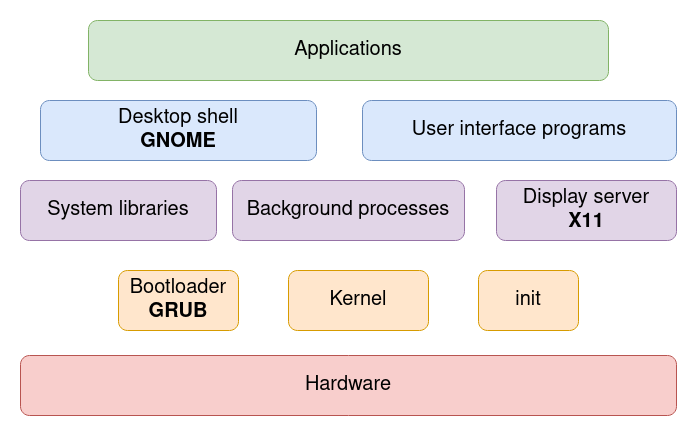 Applications
Desktop shell
GNOME
User interface programs
System libraries
Background processes
Display server
X11
Bootloader
GRUB
Kernel
init
Hardware